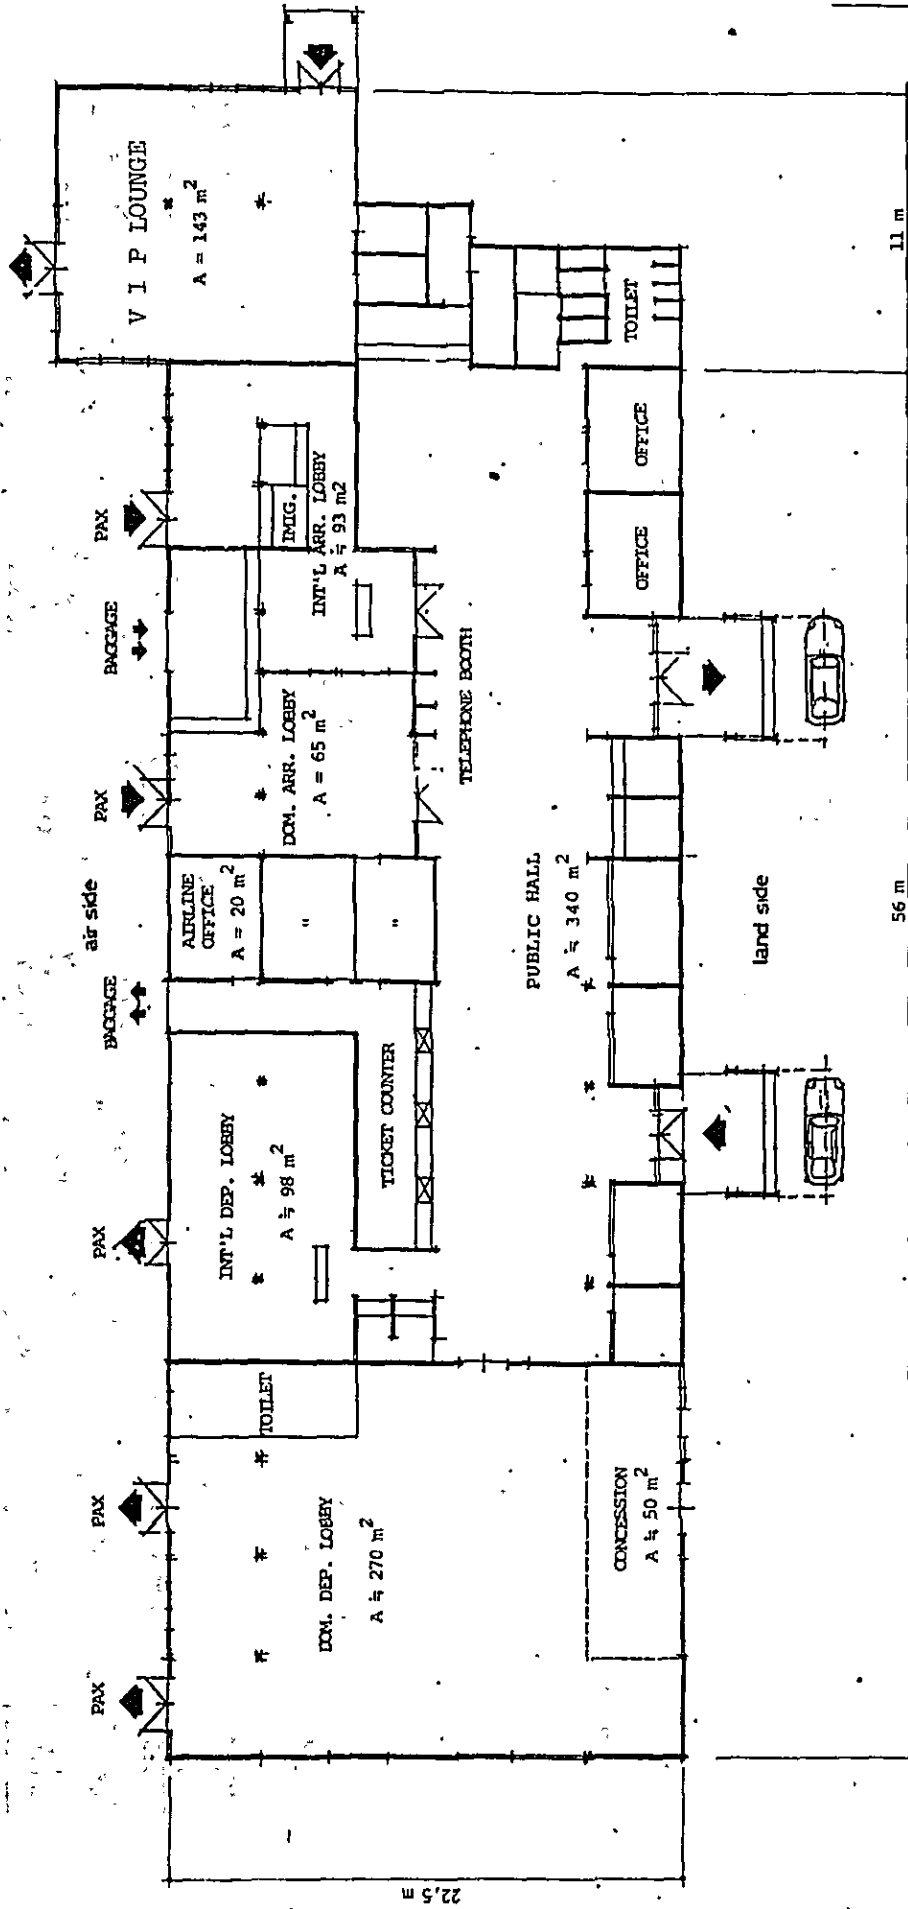 PAX
PAX
PAX
BAGGAGE
air side
PAX
BAGGAGE
PAX
V I P LOUNGE
A = 143 m²
TOILET
INT'L DEP. LOBBY
A ≒ 98 m²
AIRLINE
OFFICE
A = 20 m²
"
"
DOM. ARR. LOBBY
A = 65 m²
IMIG.
INT'L ARR. LOBBY
A ≒ 93 m2
DOM. DEP. LOBBY
A ≒ 270 m²
TICKET COUNTER
TELEPHONE BOOTH
PUBLIC HALL
A ≒ 340 m²
CONCESSION
A ≒ 50 m²
OFFICE
OFFICE
TOILET
land side
22,5 m
56 m
11 m